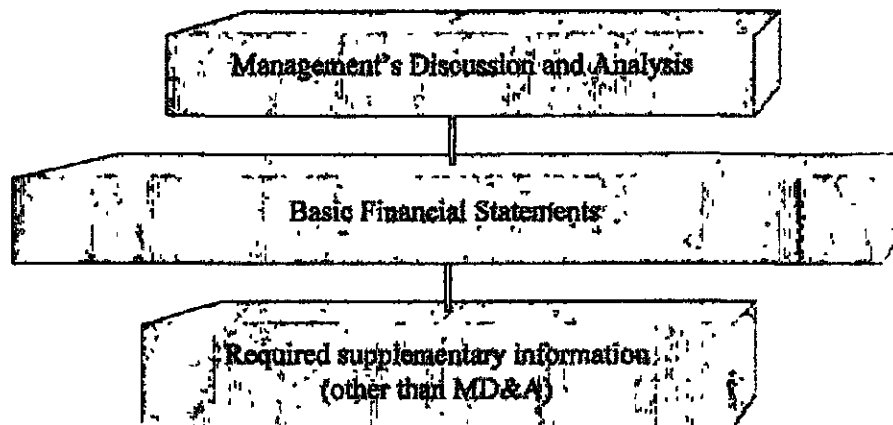 Management's Discussion and Analysis
Basic Financial Statements
Required supplementary information
(other than MD&A)